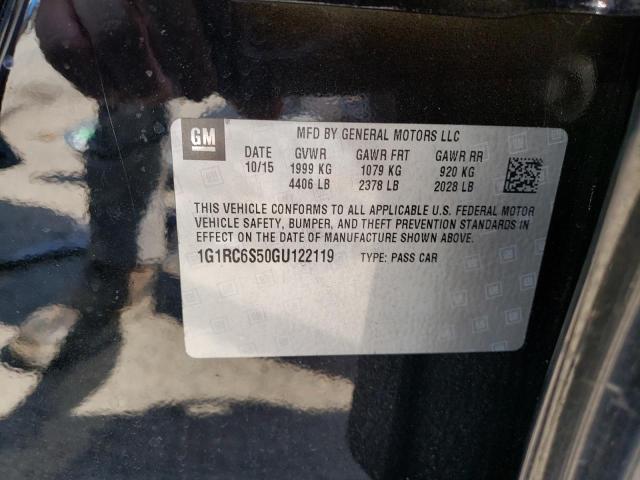 GM
MFD BY GENERAL MOTORS LLC
DATE GVWR GAWR FRT GAWR RR
10/15 1999 KG 1079 KG 920 KG
4406 LB 2378 LB 2028 LB
THIS VEHICLE CONFORMS TO ALL APPLICABLE U.S. FEDERAL MOTOR
VEHICLE SAFETY, BUMPER, AND THEFT PREVENTION STANDARDS
IN EFFECT ON THE DATE OF MANUFACTURE SHOWN ABOVE.
1G1RC6S50GU122119 TYPE: PASS CAR